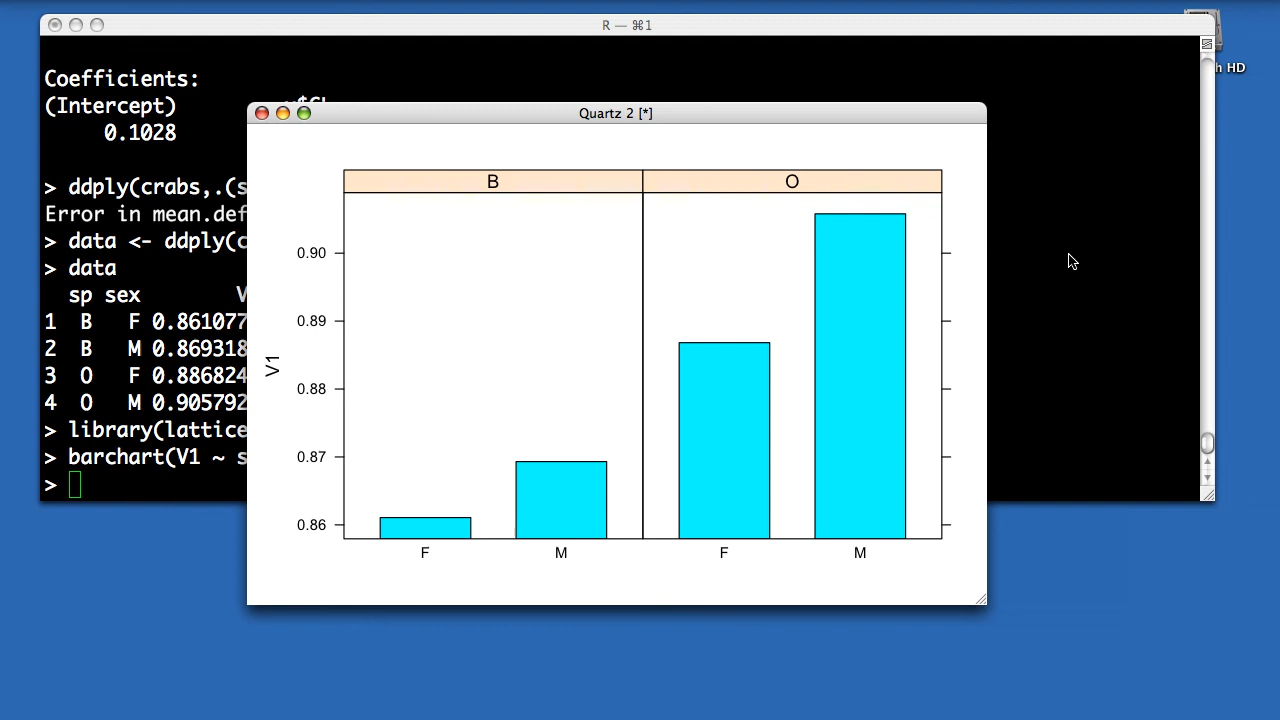 R — ⌘1
h HD
Coefficients:
(Intercept)
0.1028
> ddply(crabs,.(s
Error in mean.def
> data <- ddply(c
> data
sp sex V
1 B F 0.861077
2 B M 0.869318
3 O F 0.886824
4 O M 0.905792
> library(lattice
> barchart(V1 ~ s
>
Quartz 2 [*]
B O
0.90
0.89
0.88
0.87
0.86
V1
F M F M